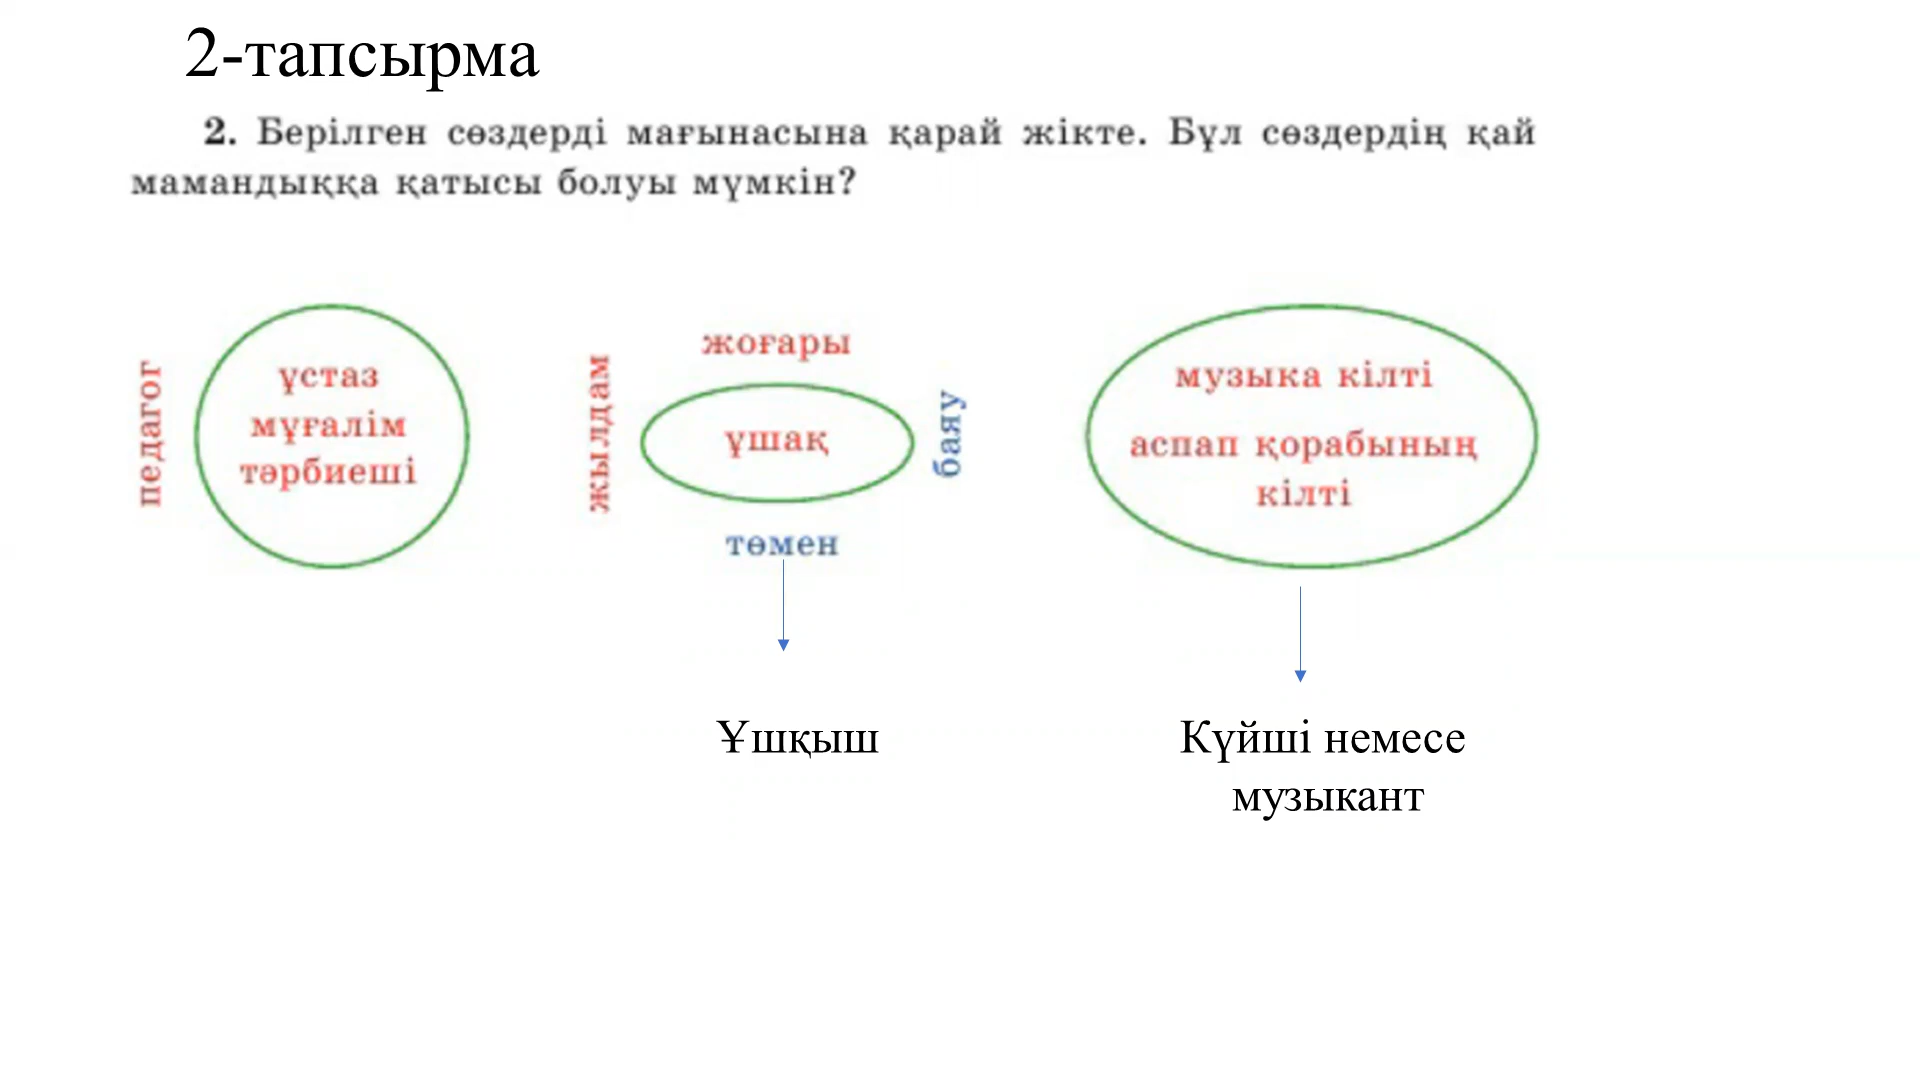 2-тапсырма
2. Берілген сөздерді мағынасына қарай жікте. Бұл сөздердің қай
мамандыққа қатысы болуы мүмкін?
педагог
ұстаз
мұғалім
тәрбиеші
жылдам
жоғары
ұшақ
баяу
төмен
музыка кілті
аспап қорабының
кілті
Ұшқыш
Күйші немесе
музыкант